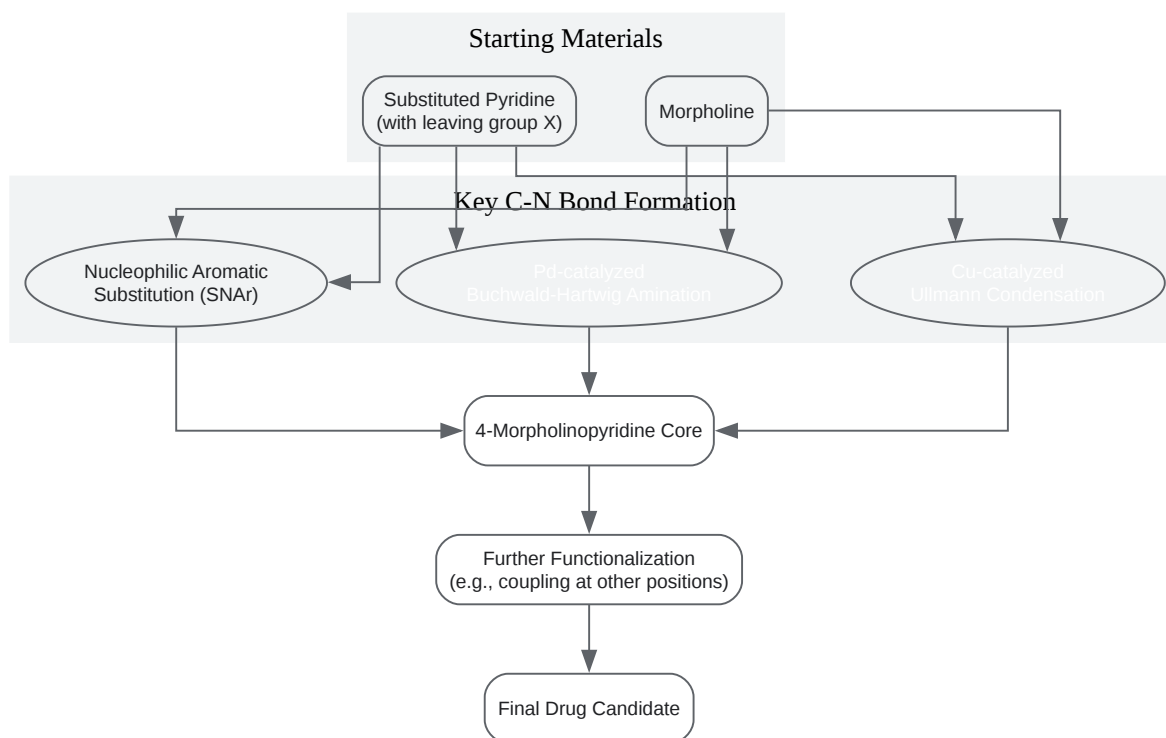 Starting Materials
Substituted Pyridine
(with leaving group X)
Morpholine
Key C-N Bond Formation
Nucleophilic Aromatic
Substitution (SNAr)
Pd-catalyzed
Buchwald-Hartwig Amination
Cu-catalyzed
Ullmann Condensation
4-Morpholinopyridine Core
Further Functionalization
(e.g., coupling at other positions)
Final Drug Candidate